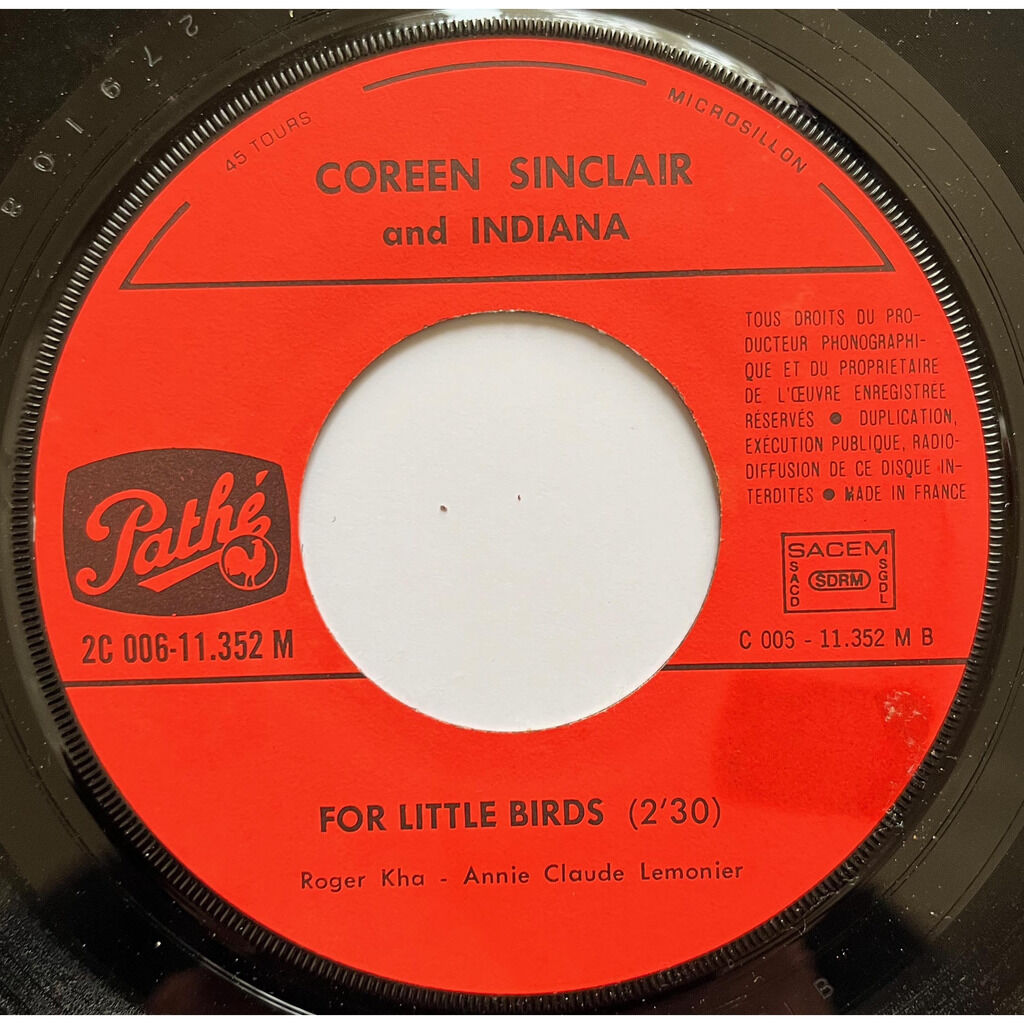 45 TOURS
MICROSILLON
COREEN SINCLAIR
and INDIANA
TOUS DROITS DU PRO-
DUCTEUR PHONOGRAPHI-
QUE ET DU PROPRIETAIRE
DE L'ŒUVRE ENREGISTRÉE
RÉSERVÉS ● DUPLICATION,
EXÉCUTION PUBLIQUE, RADIO-
DIFFUSION DE CE DISQUE IN-
TERDITES ● MADE IN FRANCE
Pathé
SACEM
SACD
SDRM
SGDL
2C 006-11.352 M
C 006 - 11.352 M B
FOR LITTLE BIRDS (2'30)
Roger Kha - Annie Claude Lemonier
B